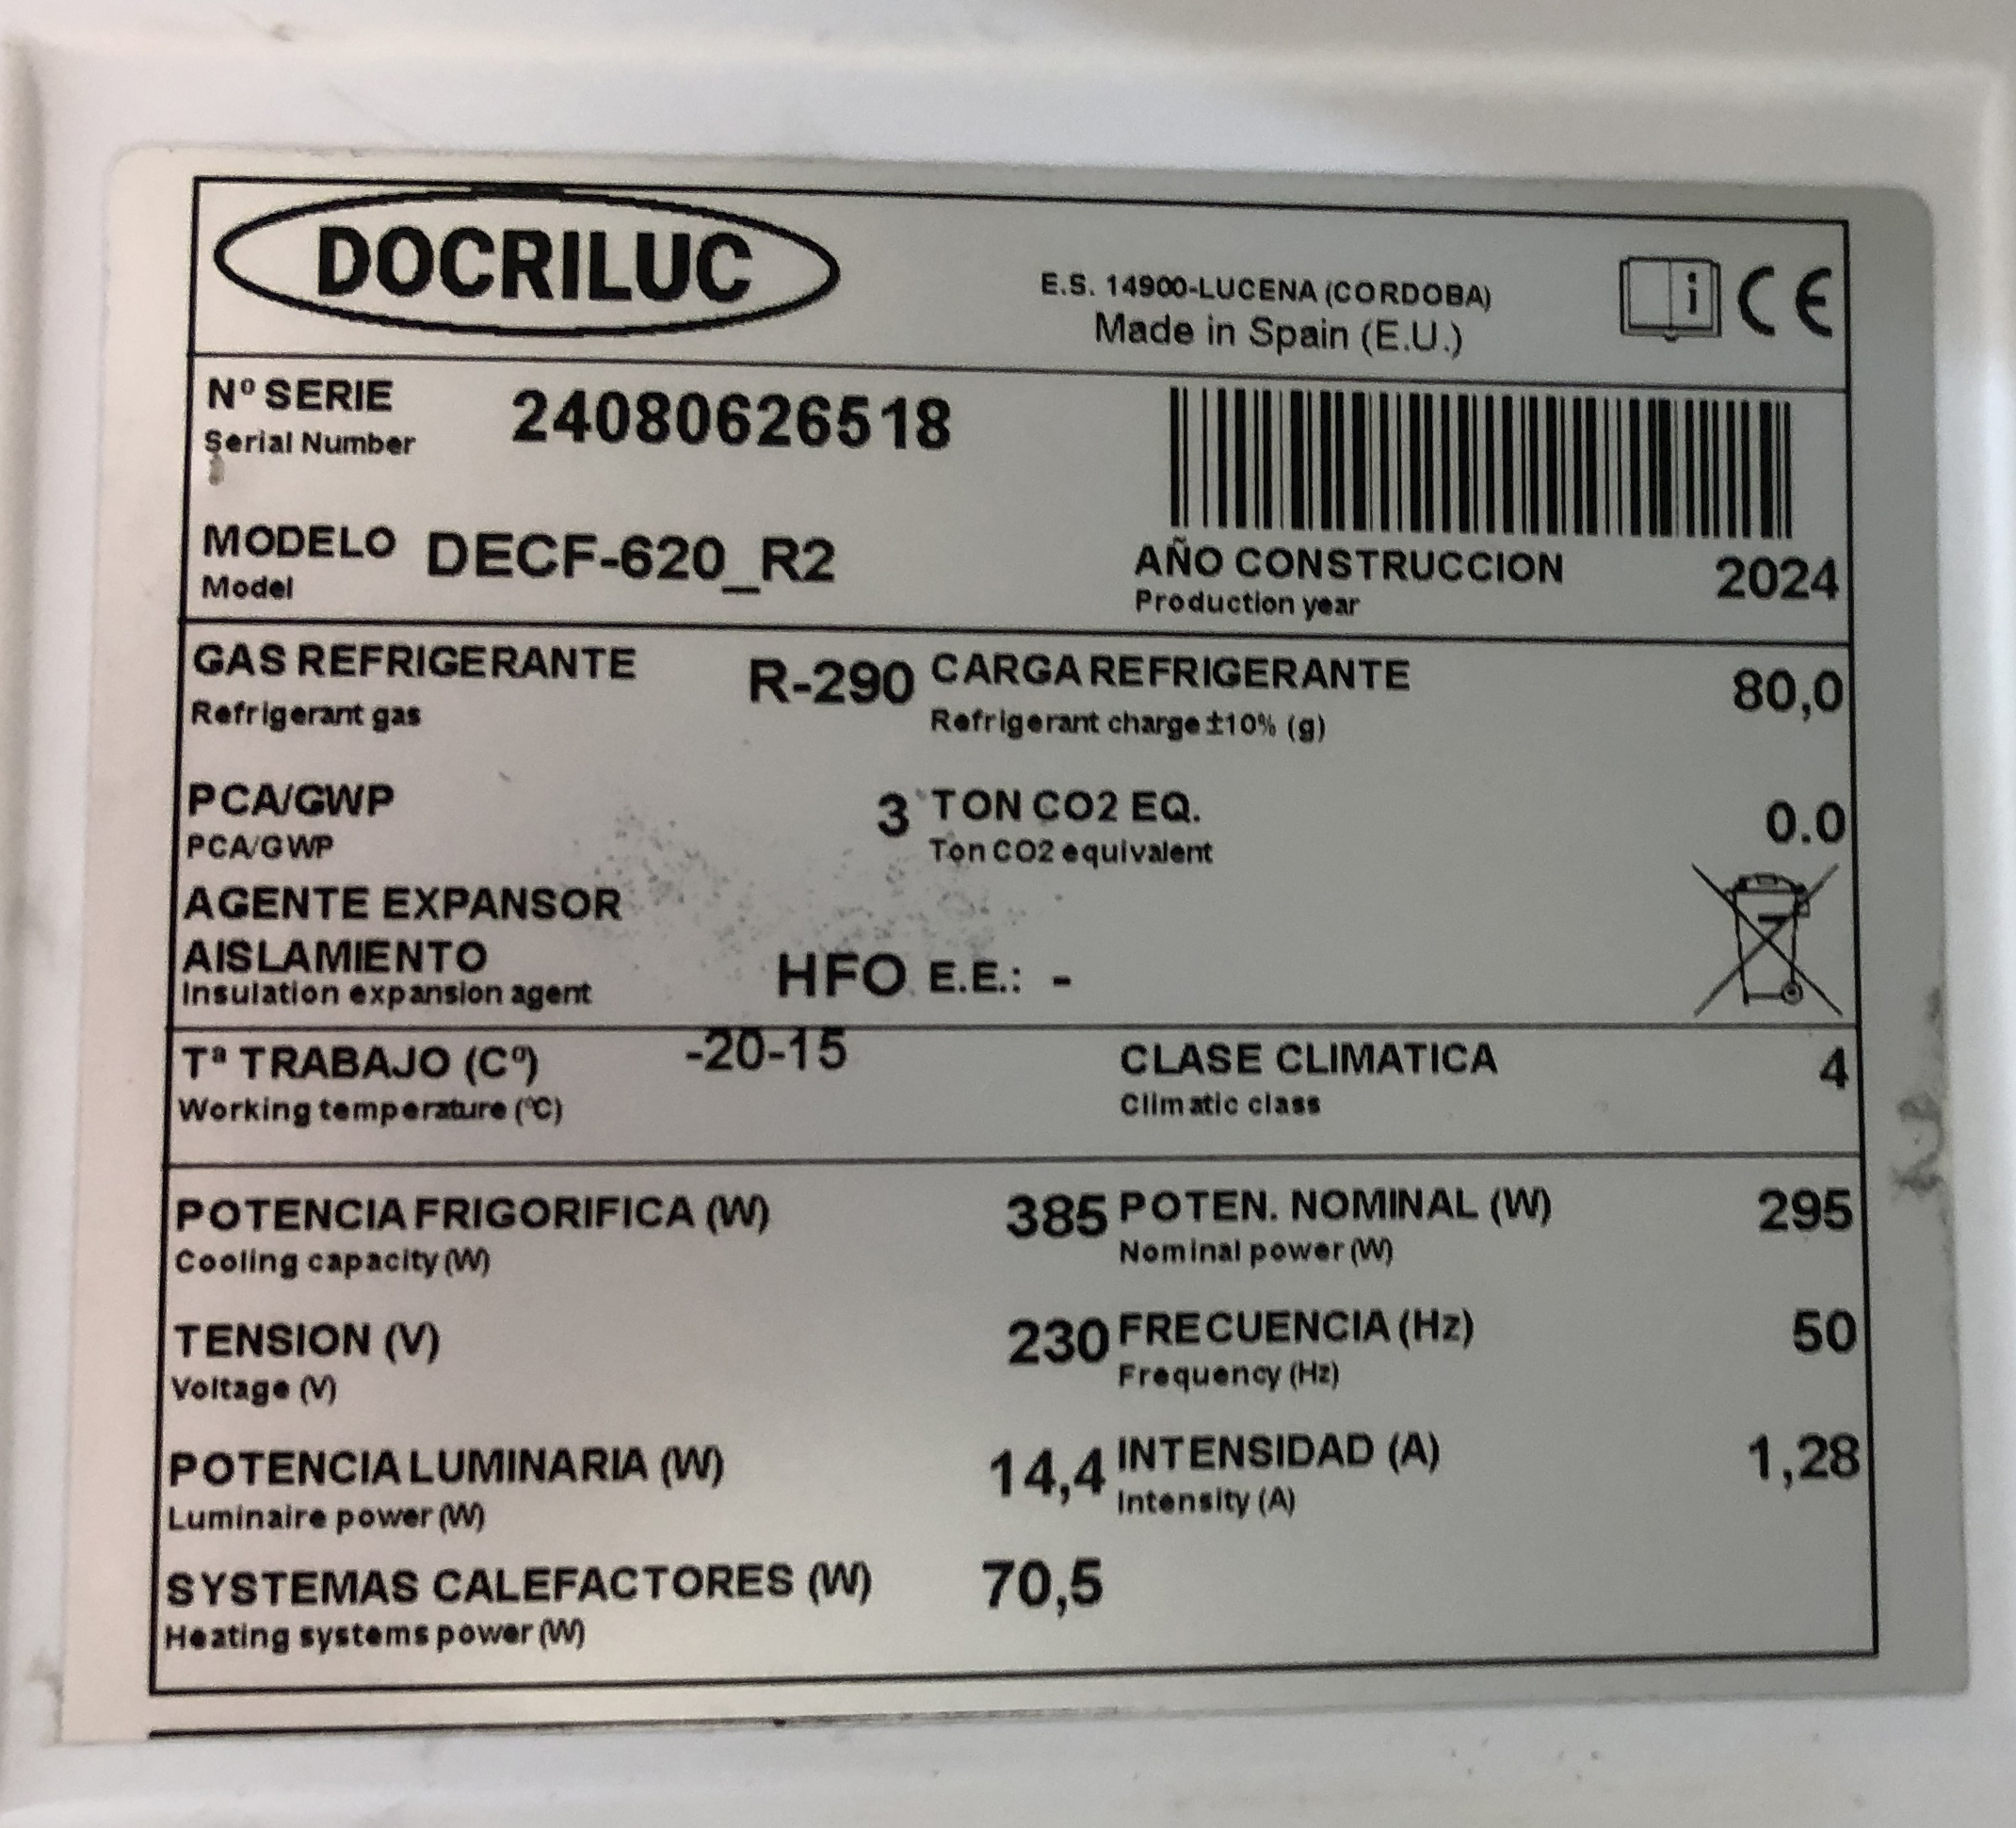 DOCRILUC
E.S. 14900-LUCENA (CORDOBA)
Made in Spain (E.U.)
i CE
Nº SERIE 24080626518
Serial Number
MODELO DECF-620_R2
Model
AÑO CONSTRUCCION 2024
Production year
GAS REFRIGERANTE R-290
Refrigerant gas
CARGA REFRIGERANTE 80,0
Refrigerant charge ±10% (g)
PCA/GWP 3
PCA/GWP
TON CO2 EQ. 0.0
Ton CO2 equivalent
AGENTE EXPANSOR
AISLAMIENTO HFO
Insulation expansion agent
E.E.: -
Tª TRABAJO (Cº) -20-15
Working temperature (ºC)
CLASE CLIMATICA 4
Climatic class
POTENCIA FRIGORIFICA (W) 385
Cooling capacity (W)
POTEN. NOMINAL (W) 295
Nominal power (W)
TENSION (V) 230
Voltage (V)
FRECUENCIA (Hz) 50
Frequency (Hz)
POTENCIA LUMINARIA (W) 14,4
Luminaire power (W)
INTENSIDAD (A) 1,28
Intensity (A)
SYSTEMAS CALEFACTORES (W) 70,5
Heating systems power (W)